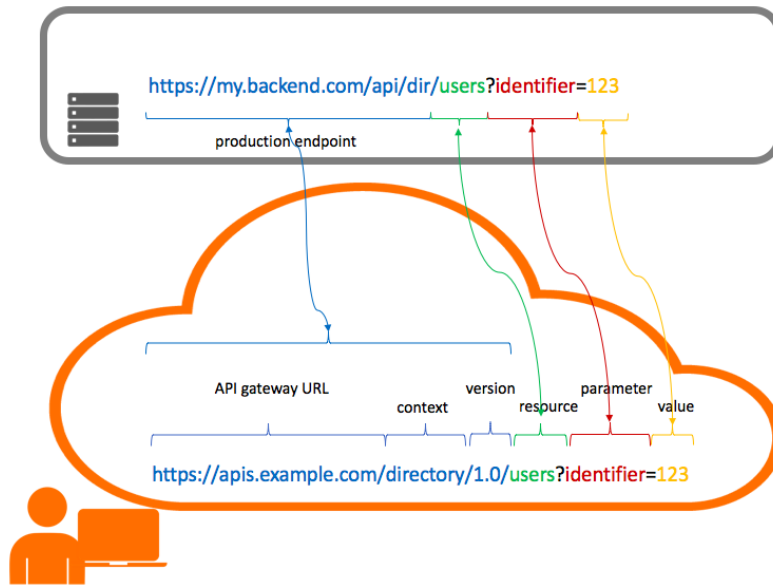 https://my.backend.com/api/dir/users?identifier=123
production endpoint
API gateway URL
version
parameter
context
resource
value
https://apis.example.com/directory/1.0/users?identifier=123